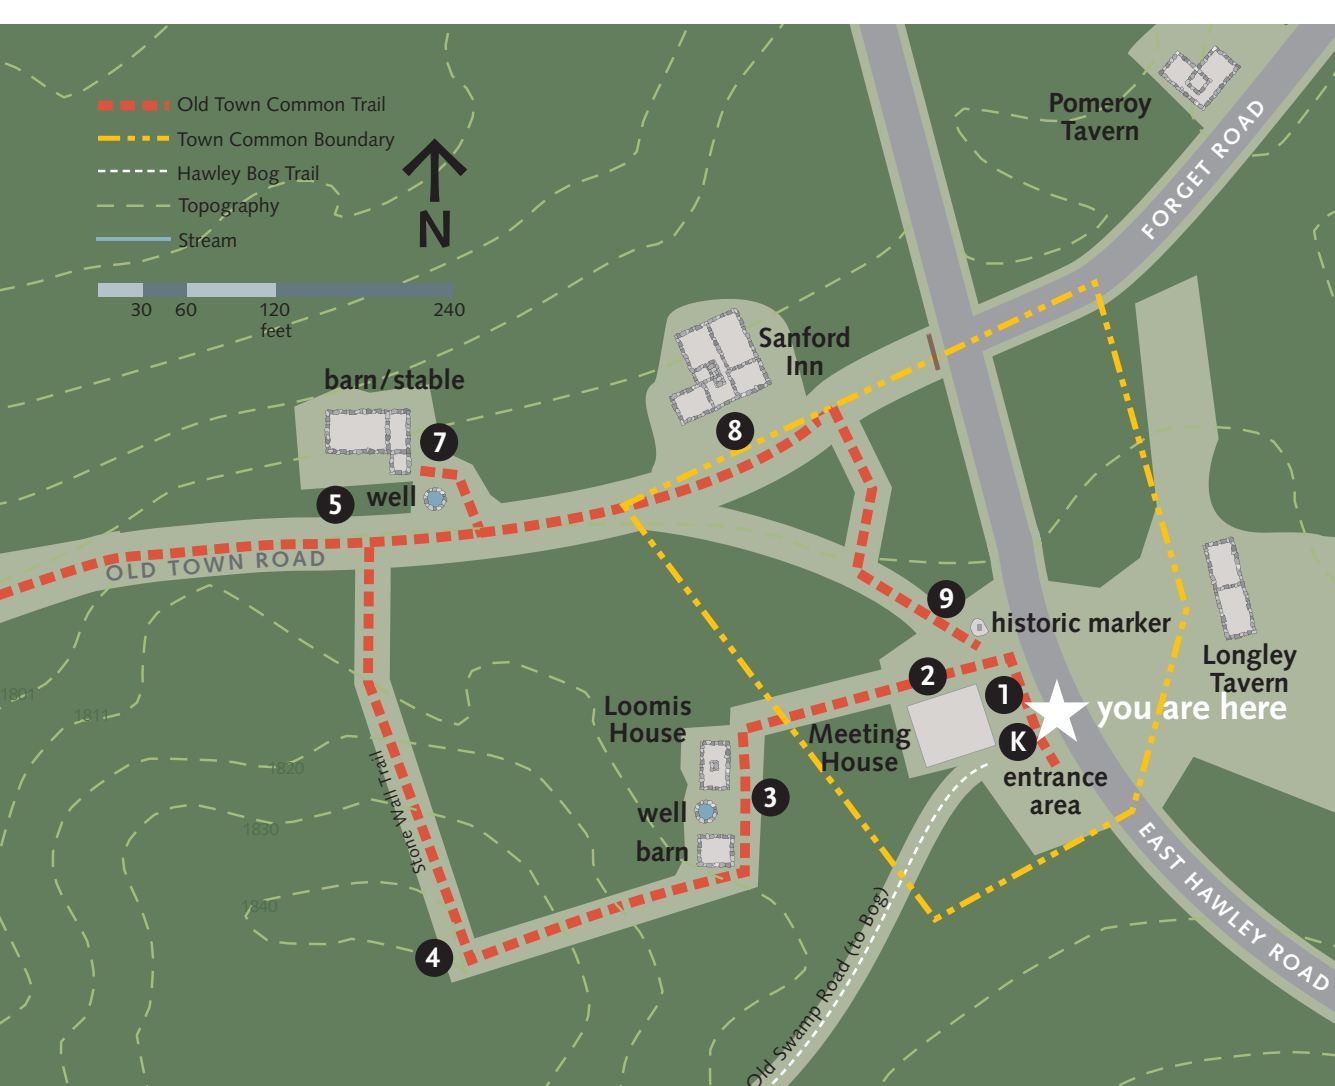 Old Town Common Trail
Town Common Boundary
Hawley Bog Trail
Topography
Stream
N
30 60 120 240
feet
Pomeroy
Tavern
FORGET ROAD
Sanford
Inn
barn/stable
7
8
5
well
OLD TOWN ROAD
9
historic marker
Longley
Tavern
2
1
you are here
K
Meeting
House
entrance
area
Loomis
House
3
well
barn
1801
1811
1820
1830
1840
Stone Wall Trail
4
Old Swamp Road (to Bog)
EAST HAWLEY ROAD